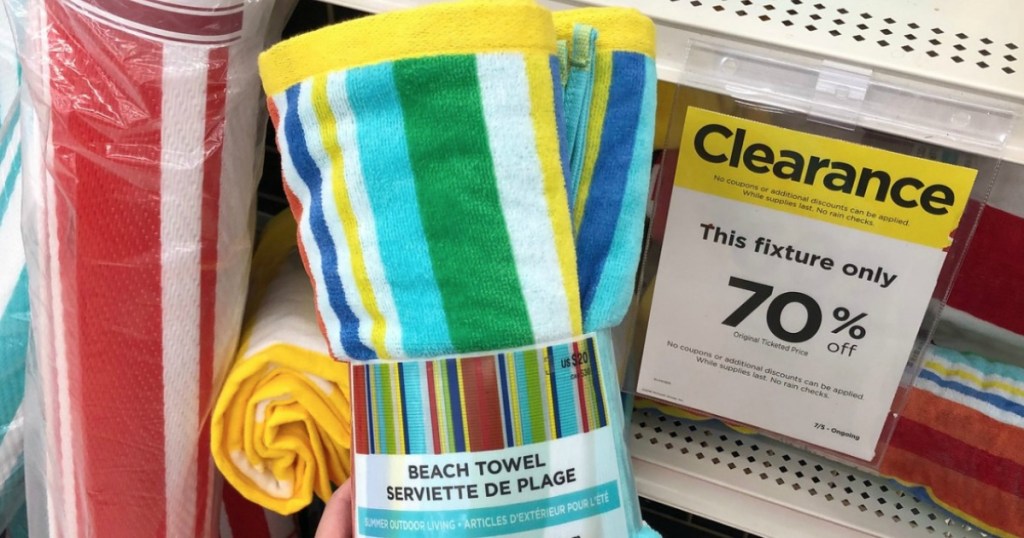 US $20
BEACH TOWEL
SERVIETTE DE PLAGE
SUMMER OUTDOOR LIVING • ARTICLES D'EXTÉRIEUR POUR L'ÉTÉ
Clearance
No coupons or additional discounts can be applied.
While supplies last. No rain checks.
This fixture only
70%
off
Original Ticketed Price
No coupons or additional discounts can be applied.
While supplies last. No rain checks.
7/5 - Ongoing